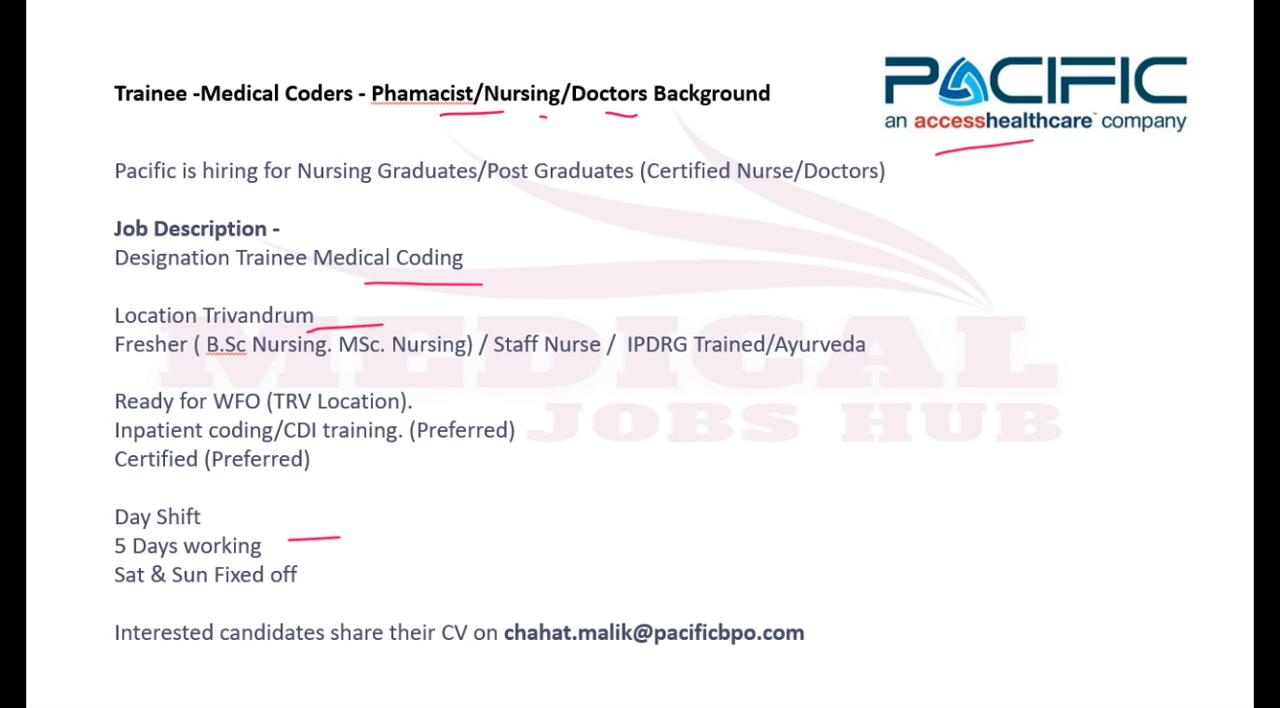 Trainee -Medical Coders - Phamacist/Nursing/Doctors Background
PACIFIC
an accesshealthcare™ company
Pacific is hiring for Nursing Graduates/Post Graduates (Certified Nurse/Doctors)
Job Description -
Designation Trainee Medical Coding
Location Trivandrum
Fresher ( B.Sc Nursing. MSc. Nursing) / Staff Nurse / IPDRG Trained/Ayurveda
MEDICAL
JOBS HUB
Ready for WFO (TRV Location).
Inpatient coding/CDI training. (Preferred)
Certified (Preferred)
Day Shift
5 Days working
Sat & Sun Fixed off
Interested candidates share their CV on chahat.malik@pacificbpo.com